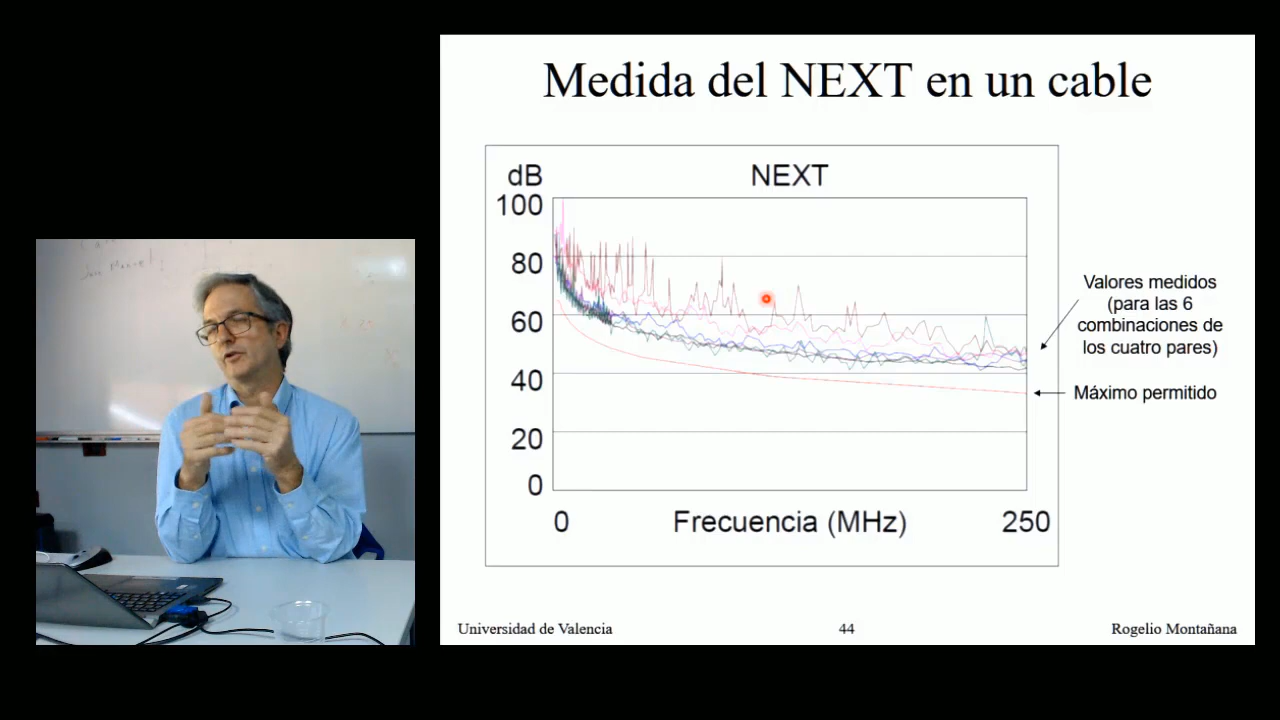 Medida del NEXT en un cable
dB
NEXT
100
80
60
40
20
0
0
Frecuencia (MHz)
250
Valores medidos
(para las 6
combinaciones de
los cuatro pares)
Máximo permitido
Universidad de Valencia
44
Rogelio Montañana